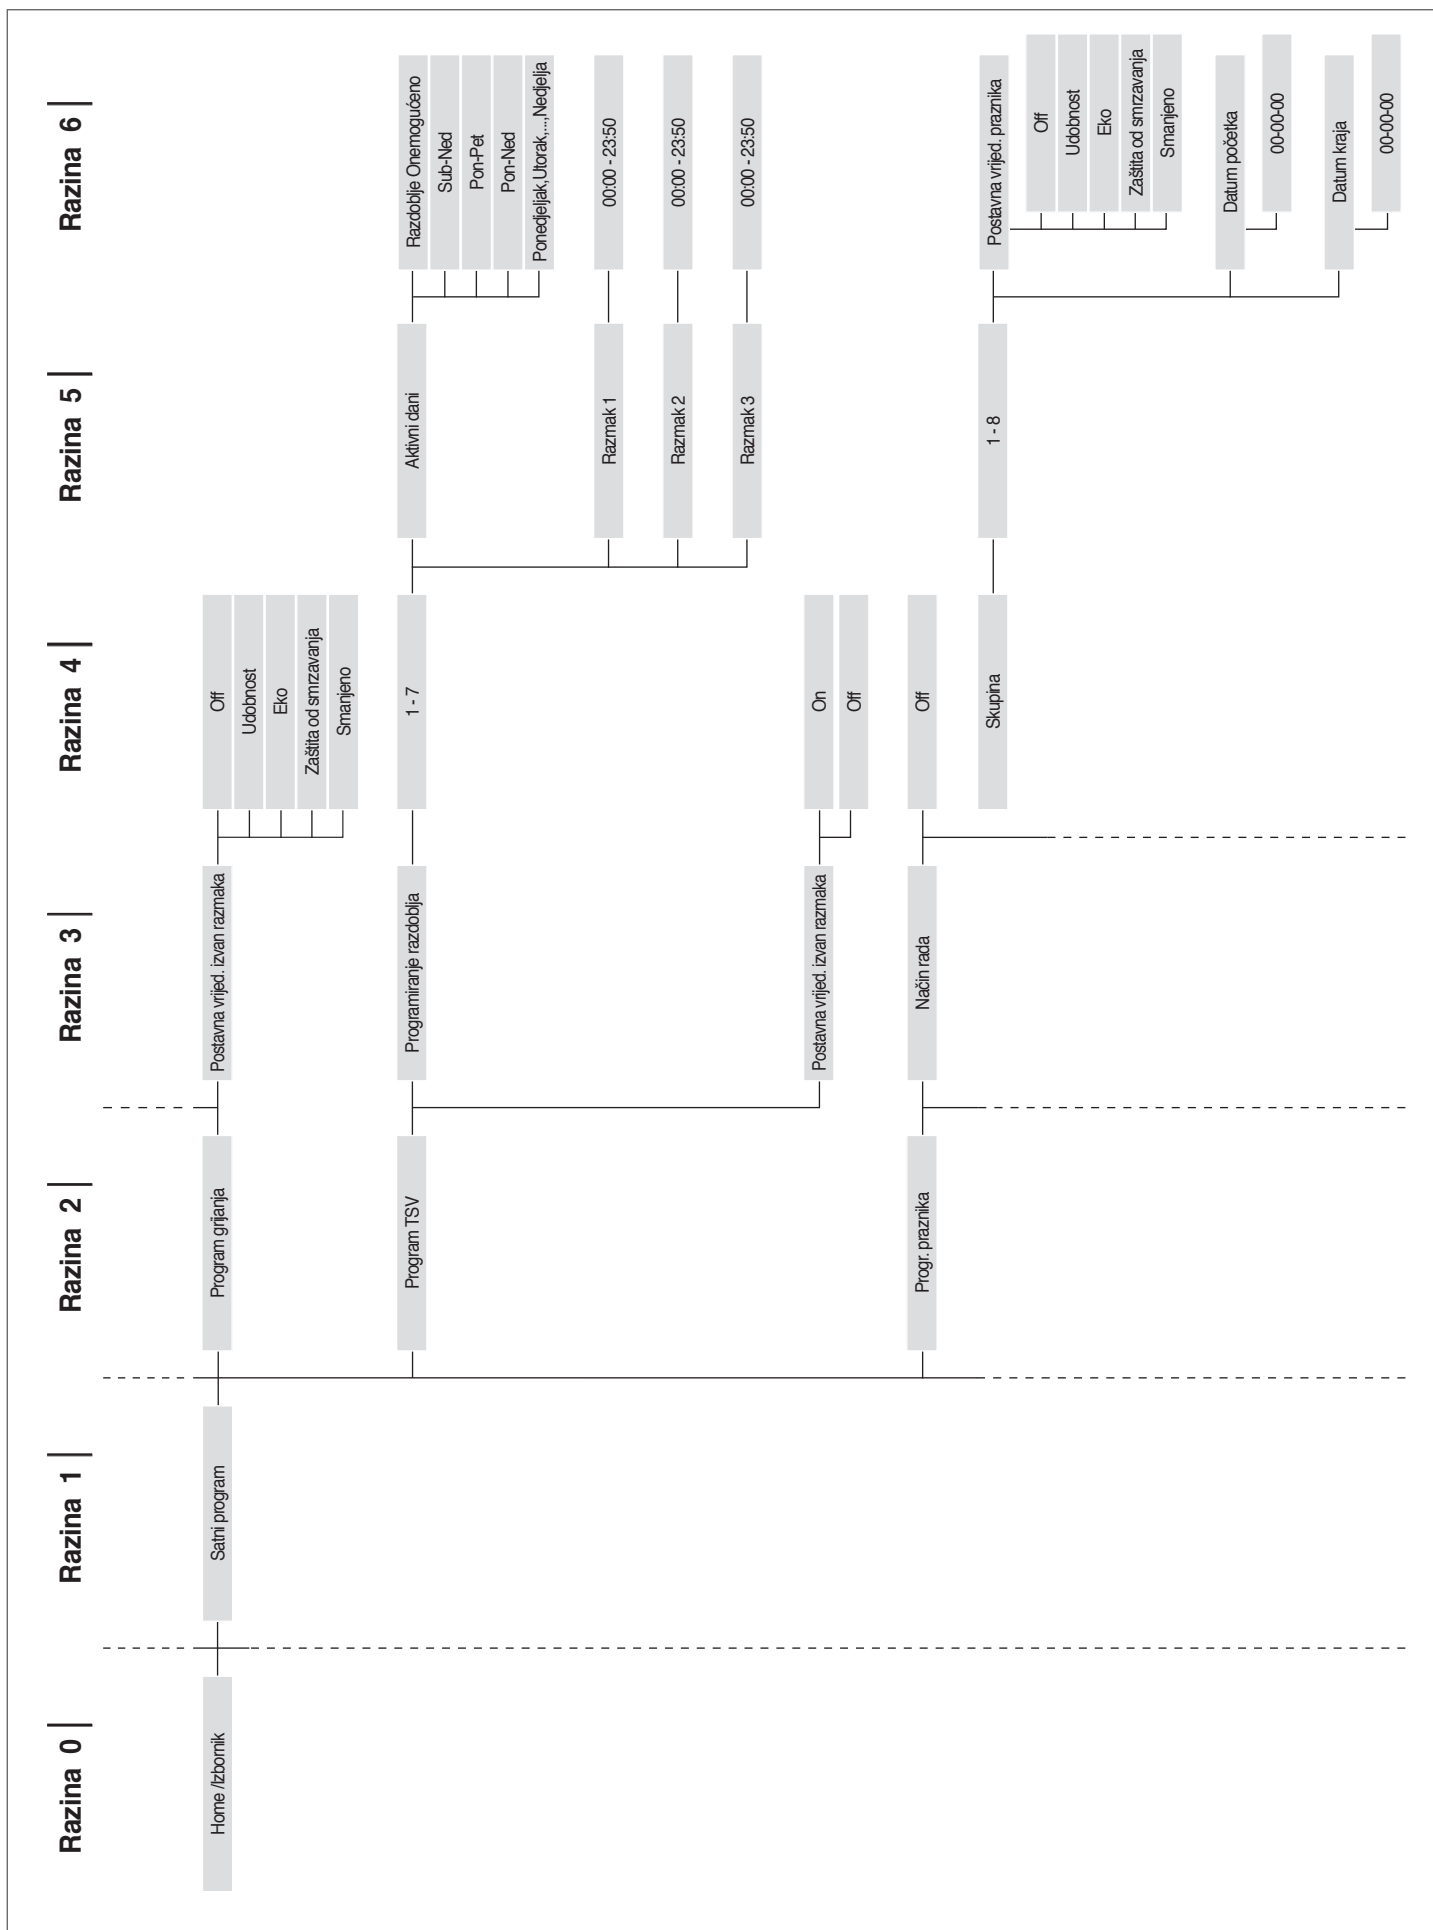 Razina 0
Razina 1
Razina 2
Razina 3
Razina 4
Razina 5
Razina 6
Home /Izbornik
Satni program
Program grijanja
Postavna vrijed. izvan razmaka
Off
Udobnost
Eko
Zaštita od smrzavanja
Smanjeno
Program TSV
Programiranje razdoblja
1 - 7
Aktivni dani
Razdoblje Onemogućeno
Sub-Ned
Pon-Pet
Pon-Ned
Ponedjeljak,Utorak,...,Nedjelja
Razmak 1
00:00 - 23:50
Razmak 2
00:00 - 23:50
Razmak 3
00:00 - 23:50
Postavna vrijed. izvan razmaka
On
Off
Progr. praznika
Način rada
Off
Skupina
1 - 8
Postavna vrijed. praznika
Off
Udobnost
Eko
Zaštita od smrzavanja
Smanjeno
Datum početka
00-00-00
Datum kraja
00-00-00